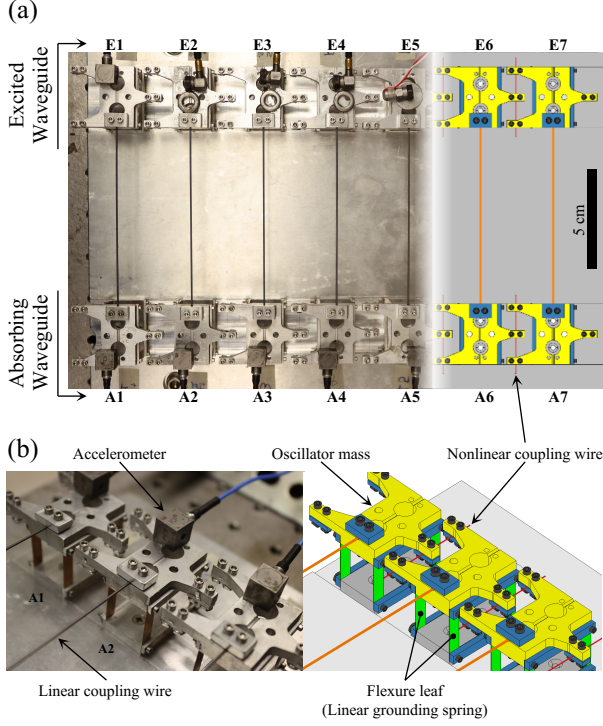 (a)
E1 E2 E3 E4 E5 E6 E7
Excited
Waveguide
5 cm
Absorbing
Waveguide
A1 A2 A3 A4 A5 A6 A7
(b)
Accelerometer
Oscillator mass
Nonlinear coupling wire
A1
A2
Linear coupling wire
Flexure leaf
(Linear grounding spring)